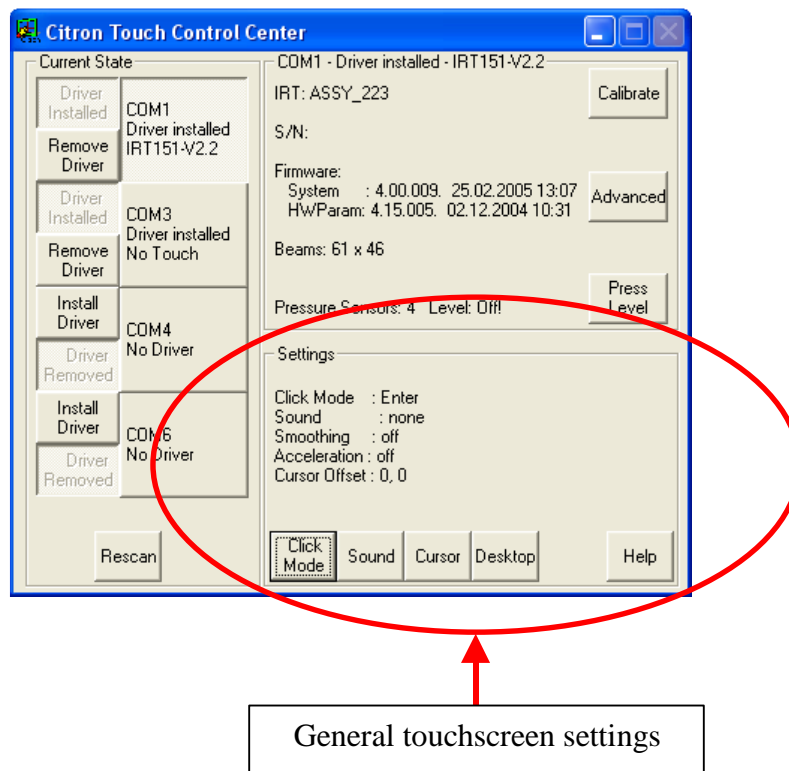 Citron Touch Control Center
Current State
Driver Installed
Remove Driver
COM1
Driver installed
IRT151-V2.2
Driver Installed
Remove Driver
COM3
Driver installed
No Touch
Install Driver
Driver Removed
COM4
No Driver
Install Driver
Driver Removed
COM6
No Driver
Rescan
COM1 - Driver installed - IRT151-V2.2
IRT: ASSY_223
Calibrate
S/N:
Firmware:
System : 4.00.009. 25.02.2005 13:07
HWParam: 4.15.005. 02.12.2004 10:31
Advanced
Beams: 61 x 46
Pressure Sensors: 4 Level: Off!
Press Level
Settings
Click Mode : Enter
Sound : none
Smoothing : off
Acceleration : off
Cursor Offset : 0, 0
Click Mode
Sound
Cursor
Desktop
Help
General touchscreen settings